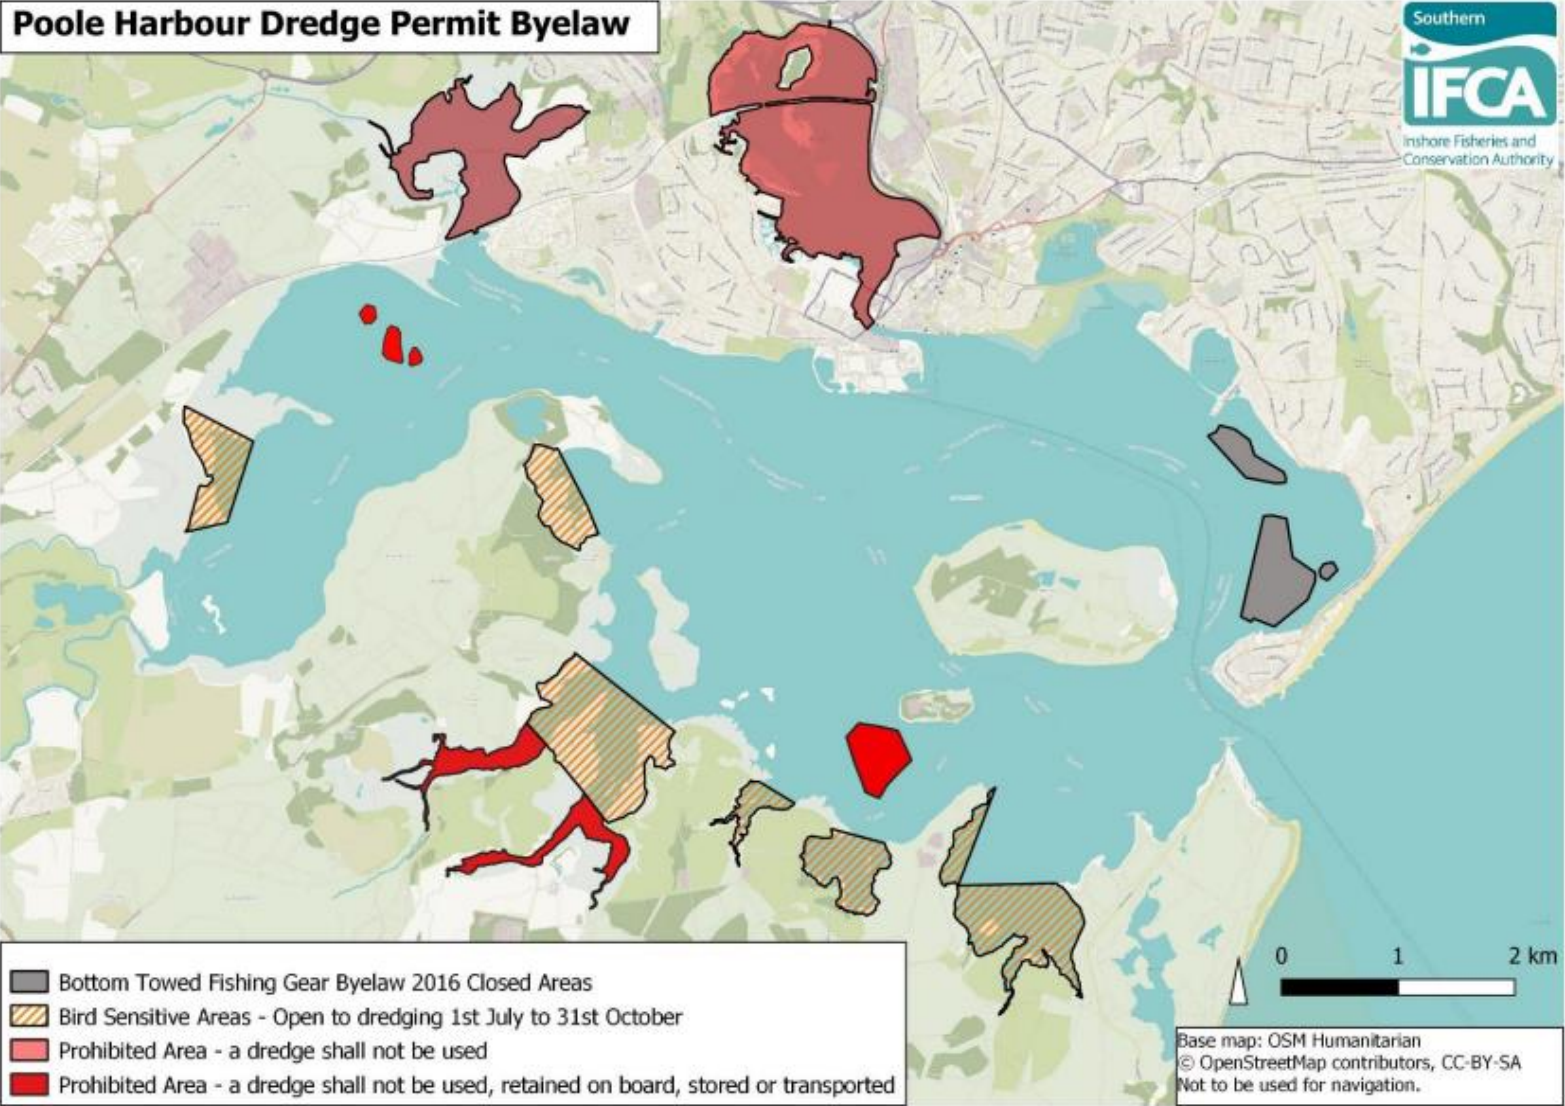 Poole Harbour Dredge Permit Byelaw
Southern
IFCA
Inshore Fisheries and
Conservation Authority
Bottom Towed Fishing Gear Byelaw 2016 Closed Areas
Bird Sensitive Areas - Open to dredging 1st July to 31st October
Prohibited Area - a dredge shall not be used
Prohibited Area - a dredge shall not be used, retained on board, stored or transported
0 1 2 km
Base map: OSM Humanitarian
© OpenStreetMap contributors, CC-BY-SA
Not to be used for navigation.